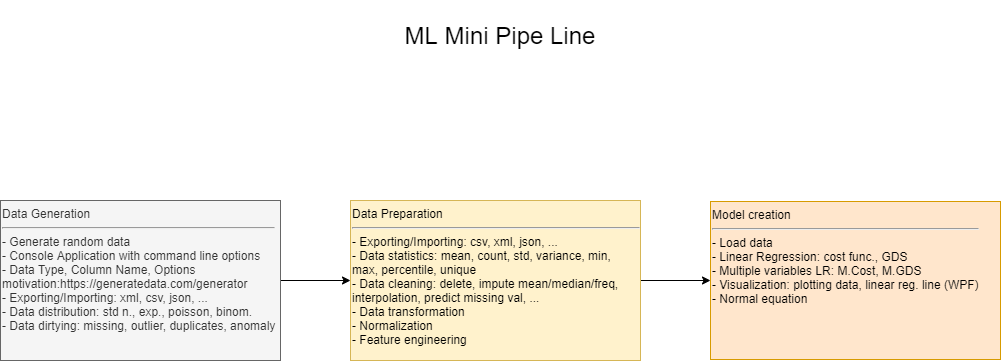 ML Mini Pipe Line
Data Generation
- Generate random data
- Console Application with command line options
- Data Type, Column Name, Options
motivation:https://generatedata.com/generator
- Exporting/Importing: xml, csv, json, ...
- Data distribution: std n., exp., poisson, binom.
- Data dirtying: missing, outlier, duplicates, anomaly
Data Preparation
- Exporting/Importing: csv, xml, json, ...
- Data statistics: mean, count, std, variance, min,
max, percentile, unique
- Data cleaning: delete, impute mean/median/freq,
interpolation, predict missing val, ...
- Data transformation
- Normalization
- Feature engineering
Model creation
- Load data
- Linear Regression: cost func., GDS
- Multiple variables LR: M.Cost, M.GDS
- Visualization: plotting data, linear reg. line (WPF)
- Normal equation